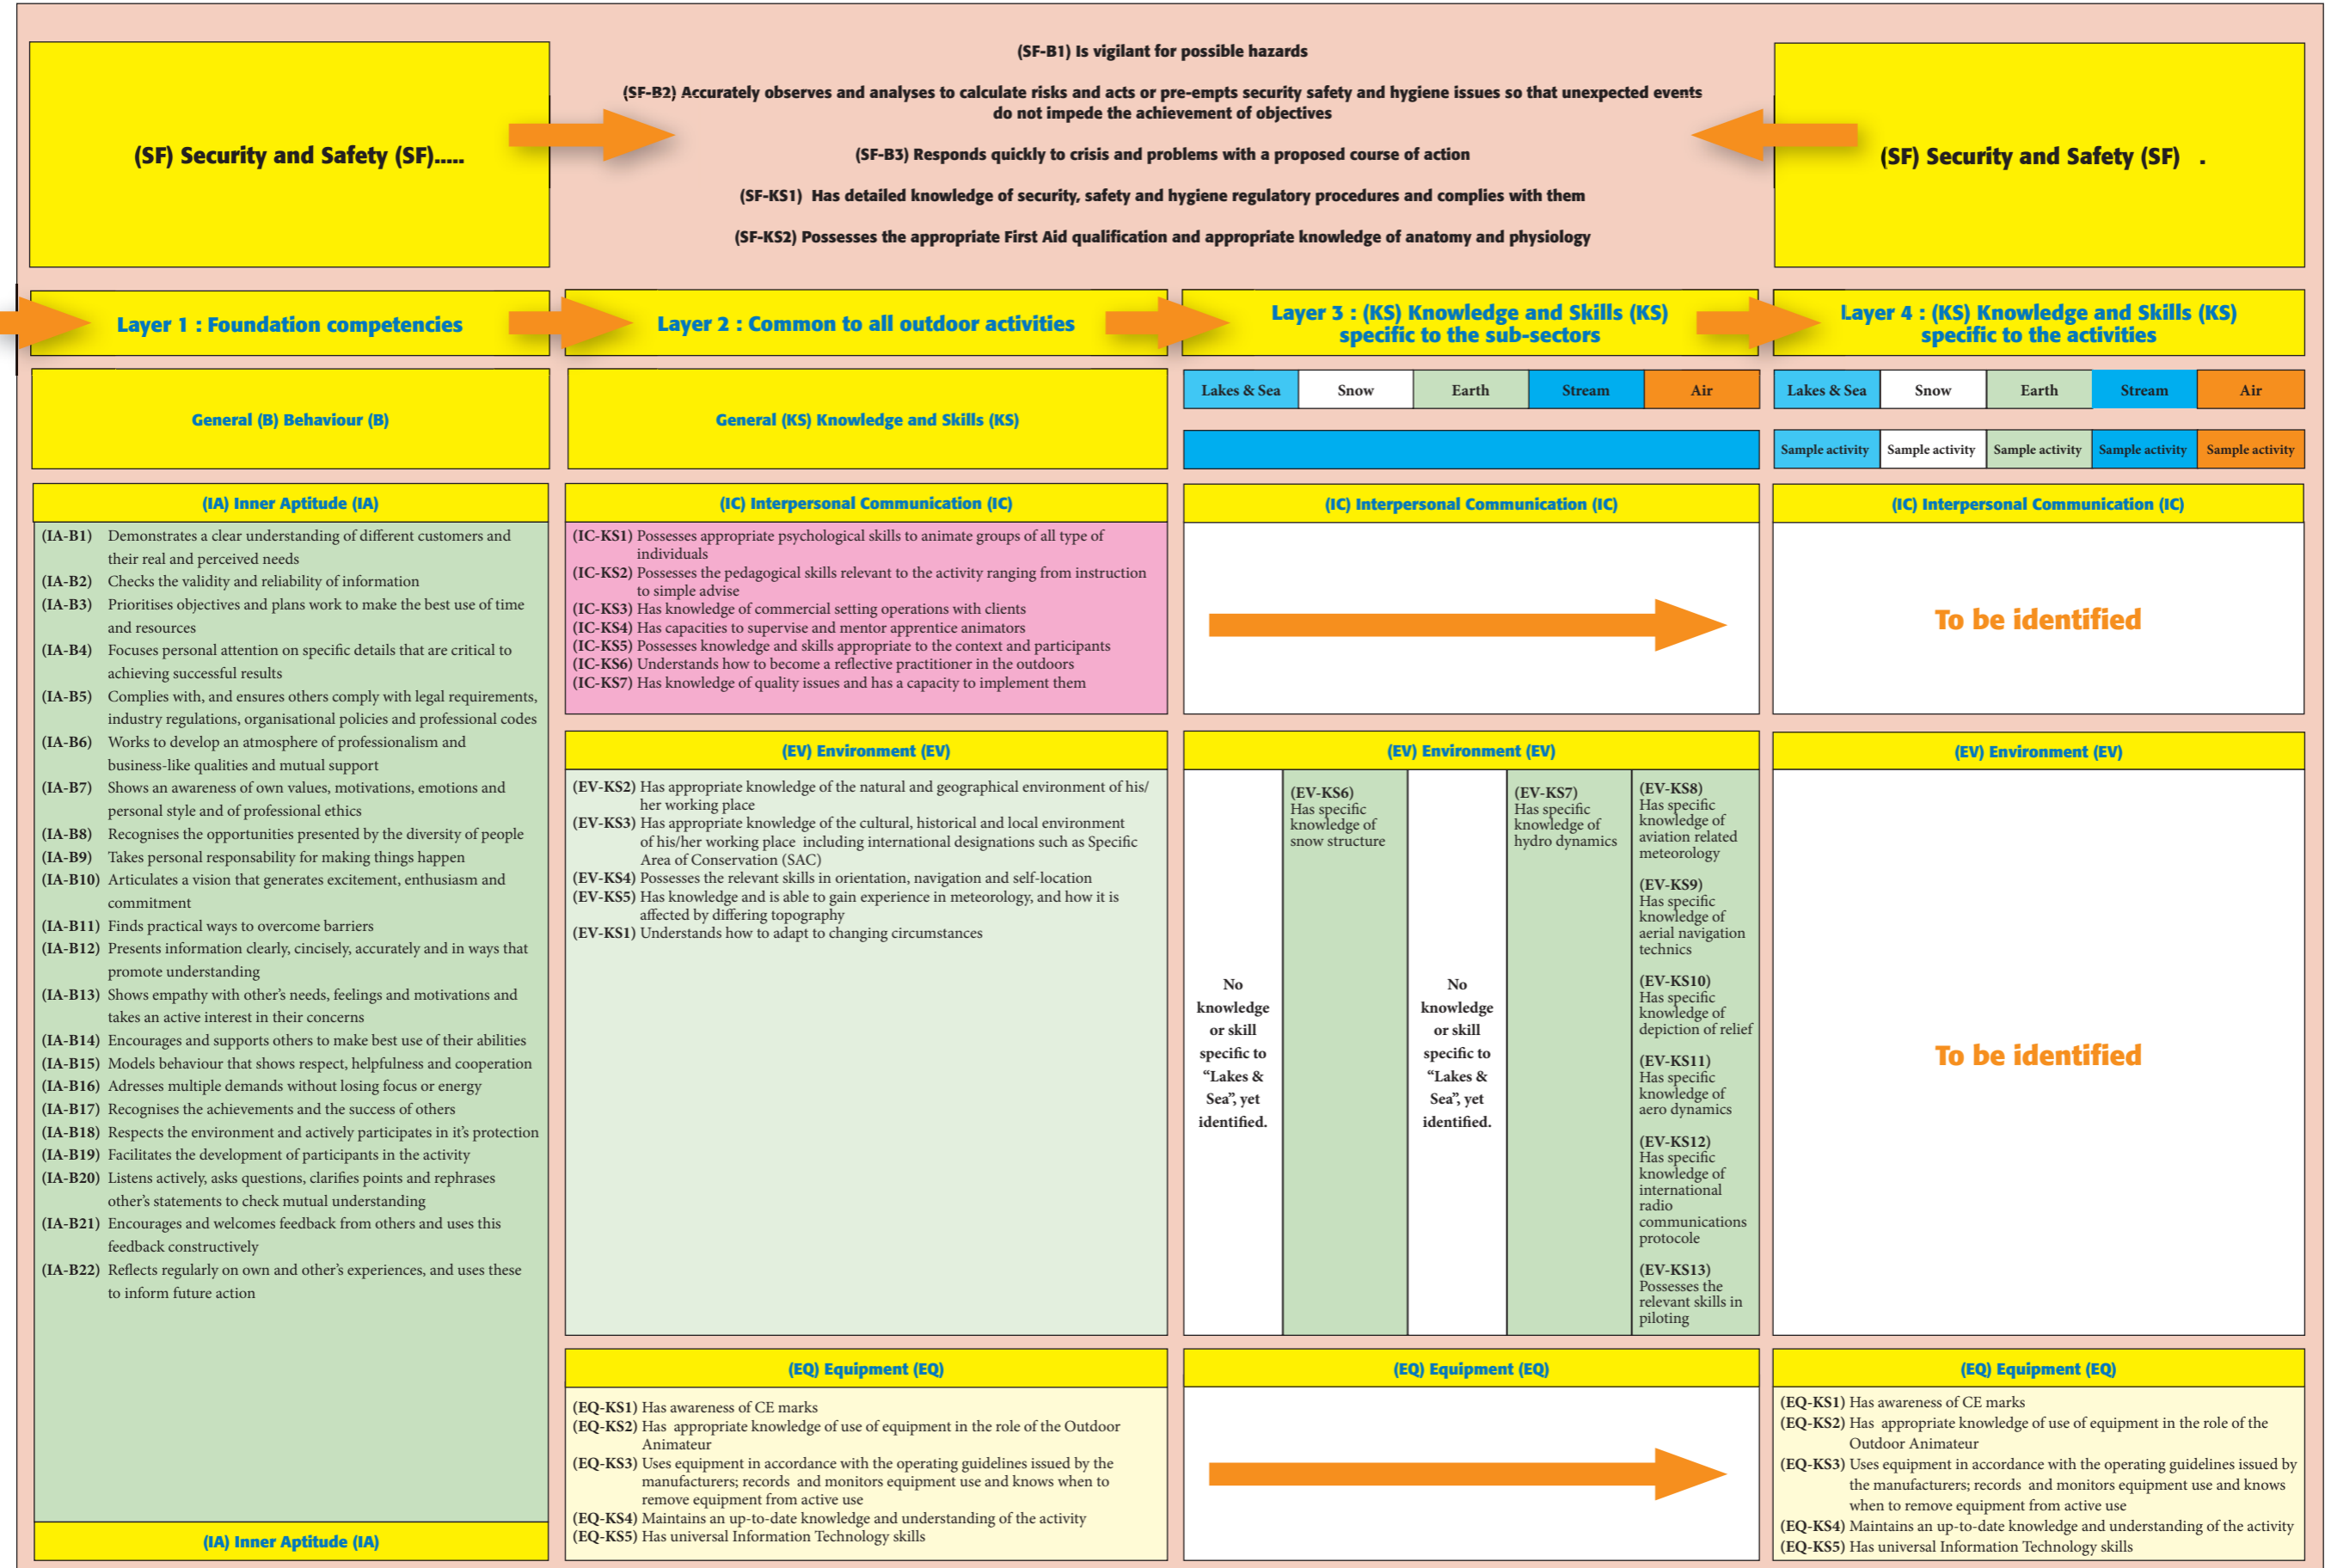 (SF) Security and Safety (SF).....
(SF-B1) Is vigilant for possible hazards
(SF-B2) Accurately observes and analyses to calculate risks and acts or pre-empts security safety and hygiene issues so that unexpected events
do not impede the achievement of objectives
(SF-B3) Responds quickly to crisis and problems with a proposed course of action
(SF-KS1) Has detailed knowledge of security, safety and hygiene regulatory procedures and complies with them
(SF-KS2) Possesses the appropriate First Aid qualification and appropriate knowledge of anatomy and physiology
(SF) Security and Safety (SF) .
Layer 1 : Foundation competencies
Layer 2 : Common to all outdoor activities
Layer 3 : (KS) Knowledge and Skills (KS)
specific to the sub-sectors
Layer 4 : (KS) Knowledge and Skills (KS)
specific to the activities
General (B) Behaviour (B)
General (KS) Knowledge and Skills (KS)
Lakes & Sea Snow Earth Stream Air
Lakes & Sea Snow Earth Stream Air
Sample activity Sample activity Sample activity Sample activity Sample activity
(IA) Inner Aptitude (IA)
(IA-B1) Demonstrates a clear understanding of different customers and
their real and perceived needs
(IA-B2) Checks the validity and reliability of information
(IA-B3) Prioritises objectives and plans work to make the best use of time
and resources
(IA-B4) Focuses personal attention on specific details that are critical to
achieving successful results
(IA-B5) Complies with, and ensures others comply with legal requirements,
industry regulations, organisational policies and professional codes
(IA-B6) Works to develop an atmosphere of professionalism and
business-like qualities and mutual support
(IA-B7) Shows an awareness of own values, motivations, emotions and
personal style and of professional ethics
(IA-B8) Recognises the opportunities presented by the diversity of people
(IA-B9) Takes personal responsability for making things happen
(IA-B10) Articulates a vision that generates excitement, enthusiasm and
commitment
(IA-B11) Finds practical ways to overcome barriers
(IA-B12) Presents information clearly, cincisely, accurately and in ways that
promote understanding
(IA-B13) Shows empathy with other's needs, feelings and motivations and
takes an active interest in their concerns
(IA-B14) Encourages and supports others to make best use of their abilities
(IA-B15) Models behaviour that shows respect, helpfulness and cooperation
(IA-B16) Adresses multiple demands without losing focus or energy
(IA-B17) Recognises the achievements and the success of others
(IA-B18) Respects the environment and actively participates in it's protection
(IA-B19) Facilitates the development of participants in the activity
(IA-B20) Listens actively, asks questions, clarifies points and rephrases
other's statements to check mutual understanding
(IA-B21) Encourages and welcomes feedback from others and uses this
feedback constructively
(IA-B22) Reflects regularly on own and other's experiences, and uses these
to inform future action
(IA) Inner Aptitude (IA)
(IC) Interpersonal Communication (IC)
(IC-KS1) Possesses appropriate psychological skills to animate groups of all type of
individuals
(IC-KS2) Possesses the pedagogical skills relevant to the activity ranging from instruction
to simple advise
(IC-KS3) Has knowledge of commercial setting operations with clients
(IC-KS4) Has capacities to supervise and mentor apprentice animators
(IC-KS5) Possesses knowledge and skills appropriate to the context and participants
(IC-KS6) Understands how to become a reflective practitioner in the outdoors
(IC-KS7) Has knowledge of quality issues and has a capacity to implement them
(IC) Interpersonal Communication (IC)
(IC) Interpersonal Communication (IC)
To be identified
(EV) Environment (EV)
(EV-KS2) Has appropriate knowledge of the natural and geographical environment of his/
her working place
(EV-KS3) Has appropriate knowledge of the cultural, historical and local environment
of his/her working place including international designations such as Specific
Area of Conservation (SAC)
(EV-KS4) Possesses the relevant skills in orientation, navigation and self-location
(EV-KS5) Has knowledge and is able to gain experience in meteorology, and how it is
affected by differing topography
(EV-KS1) Understands how to adapt to changing circumstances
(EV) Environment (EV)
No
knowledge
or skill
specific to
“Lakes &
Sea”, yet
identified.
(EV-KS6)
Has specific
knowledge of
snow structure
No
knowledge
or skill
specific to
“Lakes &
Sea”, yet
identified.
(EV-KS7)
Has specific
knowledge of
hydro dynamics
(EV-KS8)
Has specific
knowledge of
aviation related
meteorology
(EV-KS9)
Has specific
knowledge of
aerial navigation
technics
(EV-KS10)
Has specific
knowledge of
depiction of relief
(EV-KS11)
Has specific
knowledge of
aero dynamics
(EV-KS12)
Has specific
knowledge of
international
radio
communications
protocole
(EV-KS13)
Possesses the
relevant skills in
piloting
(EV) Environment (EV)
To be identified
(EQ) Equipment (EQ)
(EQ-KS1) Has awareness of CE marks
(EQ-KS2) Has appropriate knowledge of use of equipment in the role of the Outdoor
Animateur
(EQ-KS3) Uses equipment in accordance with the operating guidelines issued by the
manufacturers; records and monitors equipment use and knows when to
remove equipment from active use
(EQ-KS4) Maintains an up-to-date knowledge and understanding of the activity
(EQ-KS5) Has universal Information Technology skills
(EQ) Equipment (EQ)
(EQ) Equipment (EQ)
(EQ-KS1) Has awareness of CE marks
(EQ-KS2) Has appropriate knowledge of use of equipment in the role of the
Outdoor Animateur
(EQ-KS3) Uses equipment in accordance with the operating guidelines issued by
the manufacturers; records and monitors equipment use and knows
when to remove equipment from active use
(EQ-KS4) Maintains an up-to-date knowledge and understanding of the activity
(EQ-KS5) Has universal Information Technology skills